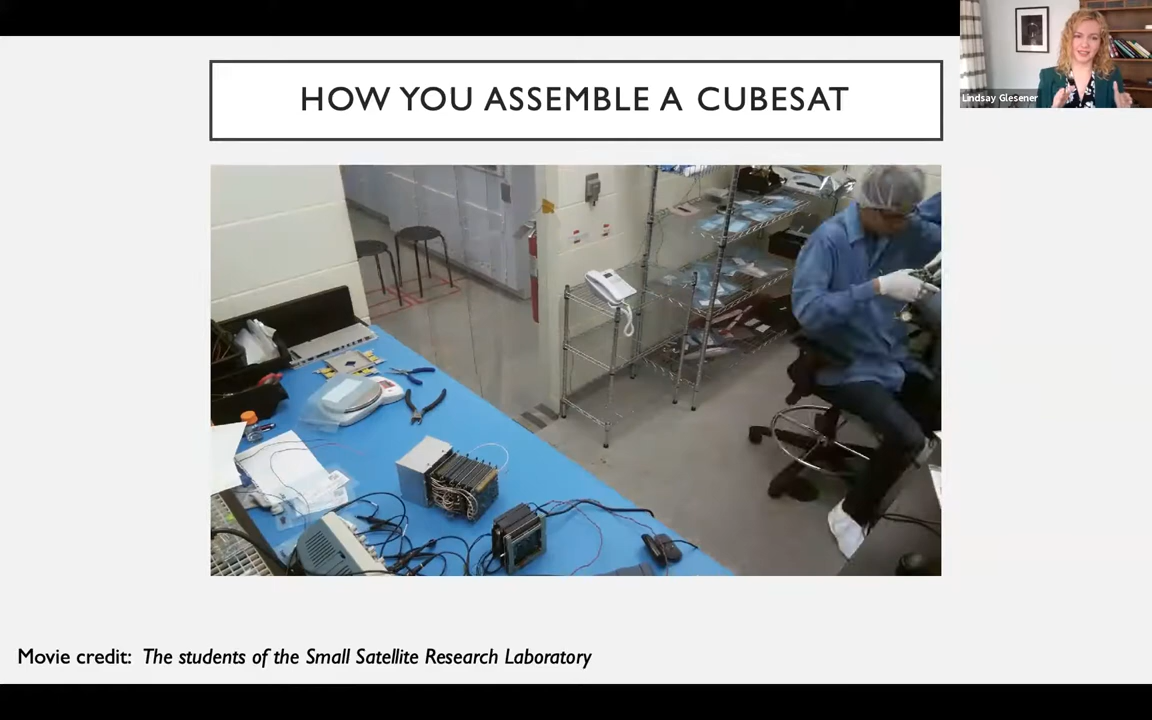 HOW YOU ASSEMBLE A CUBESAT
Lindsay Glesener
Movie credit: The students of the Small Satellite Research Laboratory